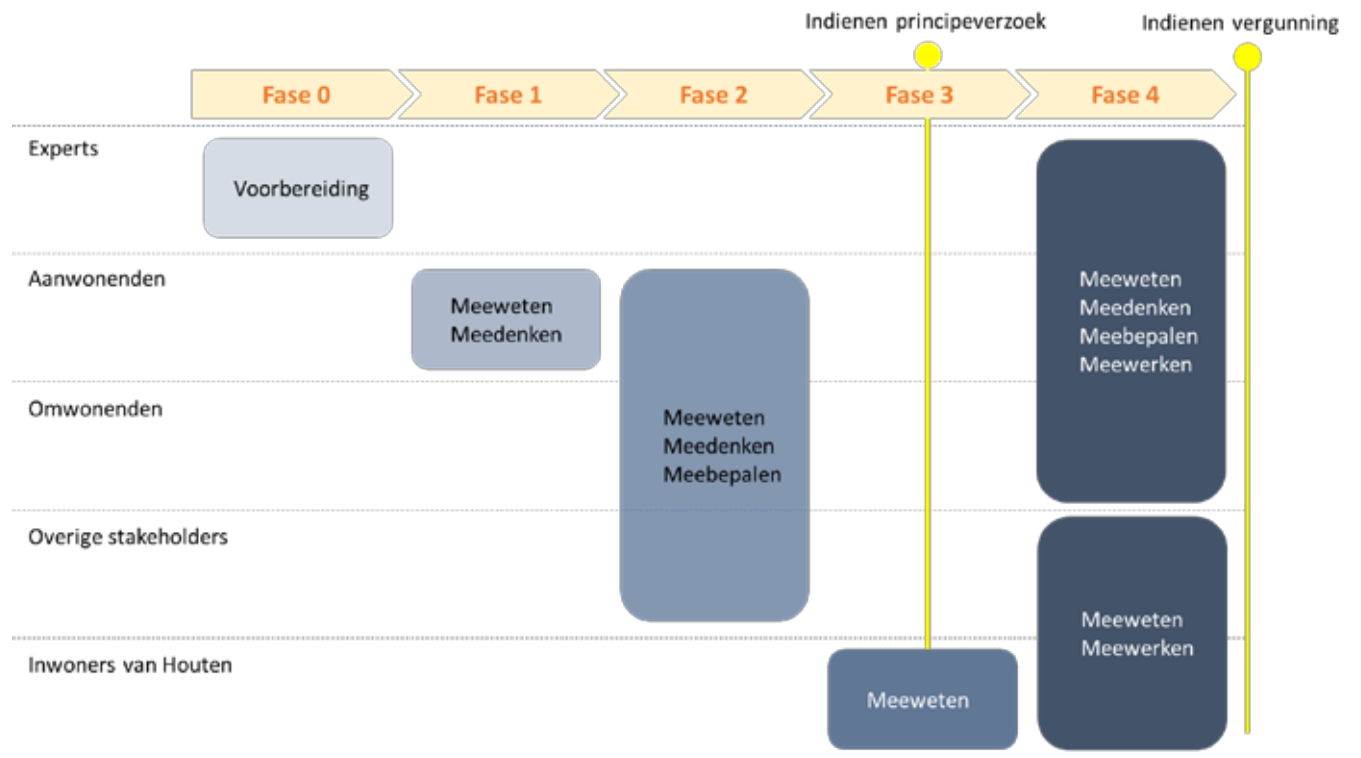 Indienen principeverzoek
Indienen vergunning
Fase 0
Fase 1
Fase 2
Fase 3
Fase 4
Experts
Voorbereiding
Aanwonenden
Meeweten
Meedenken
Meeweten
Meedenken
Meebepalen
Meewerken
Omwonenden
Meeweten
Meedenken
Meebepalen
Overige stakeholders
Meeweten
Meewerken
Inwoners van Houten
Meeweten